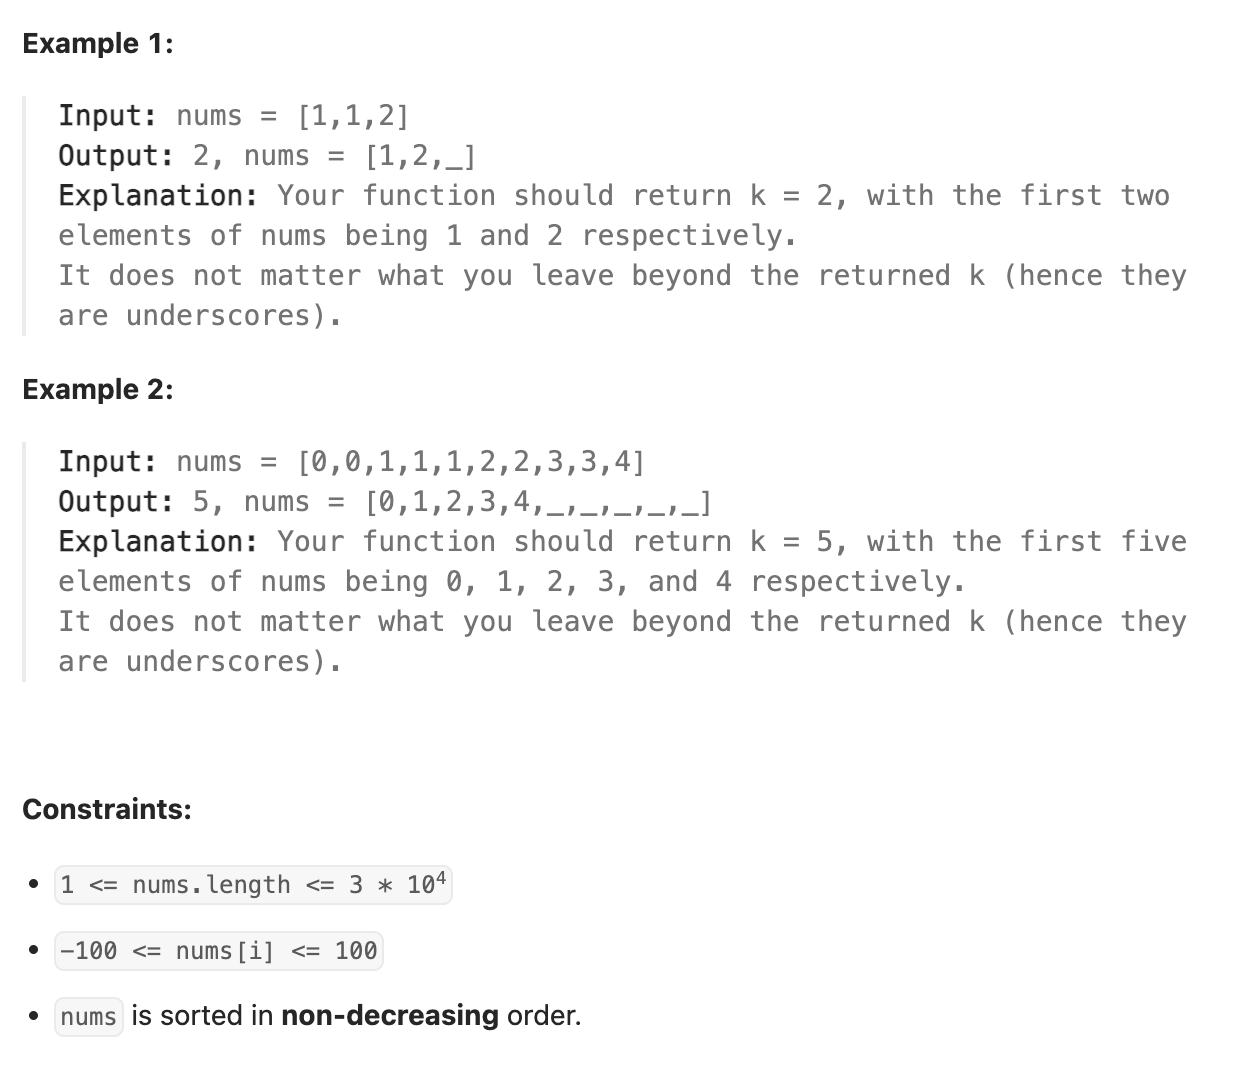 Example 1:
Input: nums = [1,1,2]
Output: 2, nums = [1,2,_]
Explanation: Your function should return k = 2, with the first two
elements of nums being 1 and 2 respectively.
It does not matter what you leave beyond the returned k (hence they
are underscores).
Example 2:
Input: nums = [0,0,1,1,1,2,2,3,3,4]
Output: 5, nums = [0,1,2,3,4,_,_,_,_,_]
Explanation: Your function should return k = 5, with the first five
elements of nums being 0, 1, 2, 3, and 4 respectively.
It does not matter what you leave beyond the returned k (hence they
are underscores).
Constraints:
• 1 <= nums.length <= 3 * 10⁴
• -100 <= nums[i] <= 100
• nums is sorted in non-decreasing order.